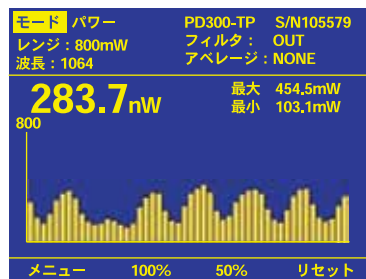 モード パワー PD300-TP S/N105579
レンジ：800mW フィルタ： OUT
波長：1064 アベレージ：NONE
283.7nW 最大 454.5mW
最小 103.1mW
800
メニュー 100% 50% リセット